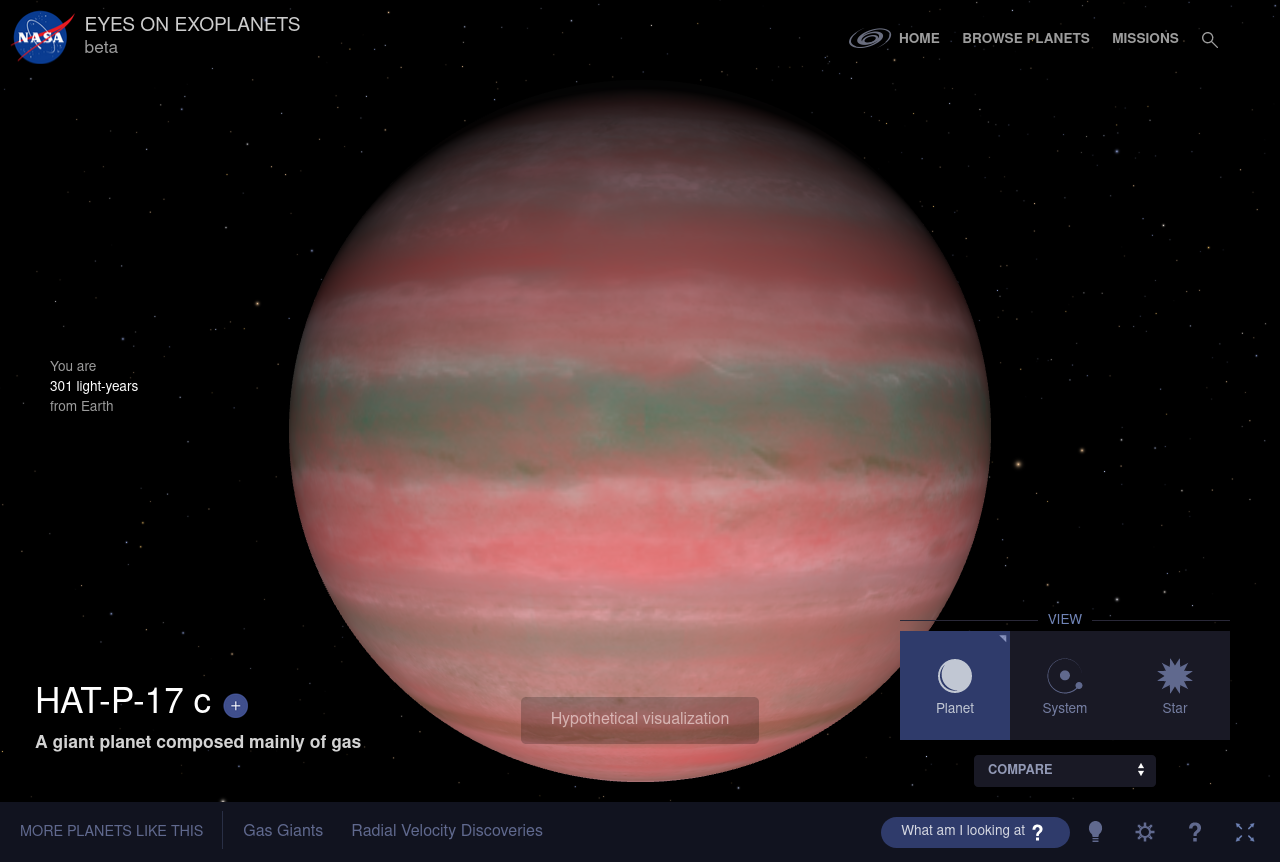 NASA
EYES ON EXOPLANETS
beta
HOME
BROWSE PLANETS
MISSIONS
You are
301 light-years
from Earth
HAT-P-17 c +
A giant planet composed mainly of gas
Hypothetical visualization
VIEW
Planet
System
Star
COMPARE
MORE PLANETS LIKE THIS
Gas Giants
Radial Velocity Discoveries
What am I looking at ?
?